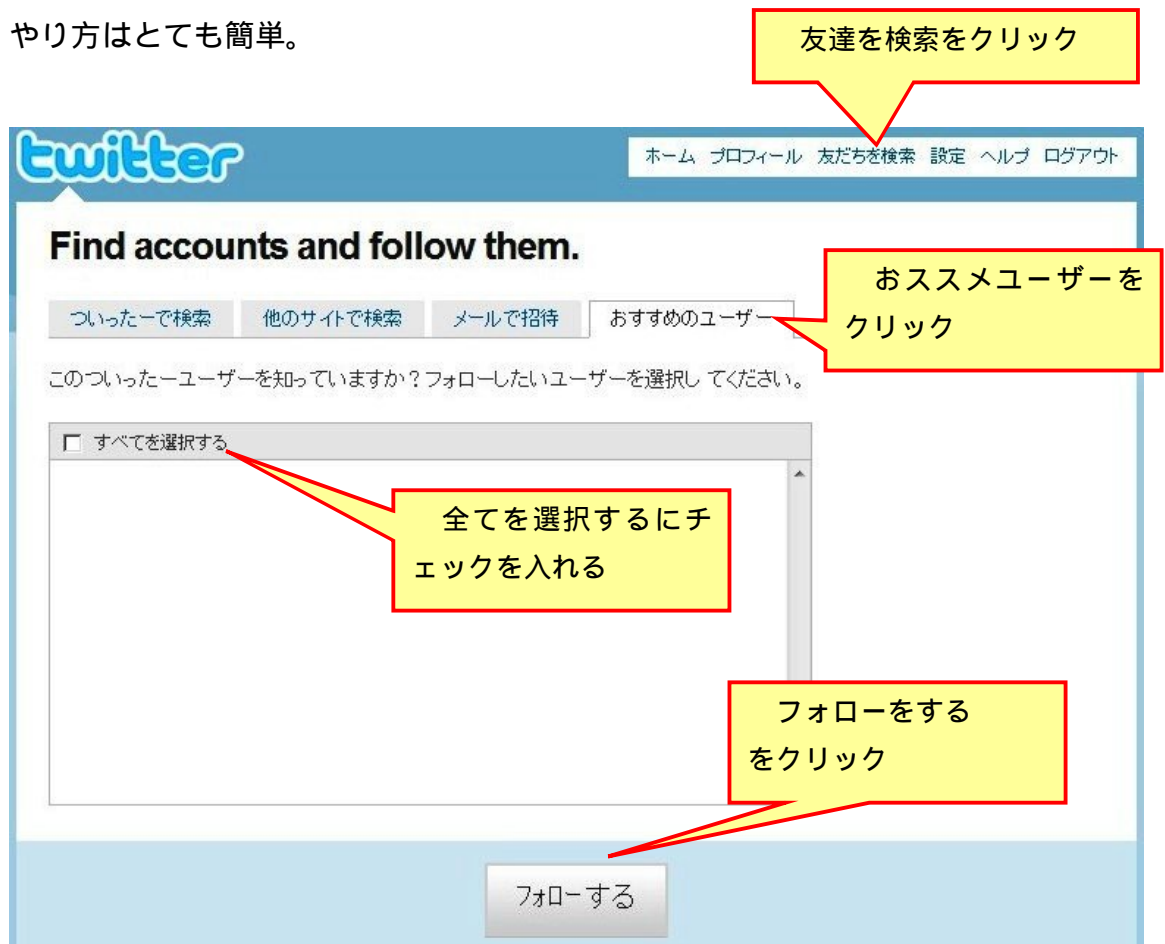 やり方はとても簡単。
友達を検索をクリック
twitter
ホーム プロフィール 友だちを検索 設定 ヘルプ ログアウト
Find accounts and follow them.
おススメユーザーを
クリック
ついったーで検索 他のサイトで検索 メールで招待 おすすめのユーザー
このついったーユーザーを知っていますか？フォローしたいユーザーを選択し てください。
すべてを選択する
全てを選択するにチ
ェックを入れる
フォローをする
をクリック
フォローする